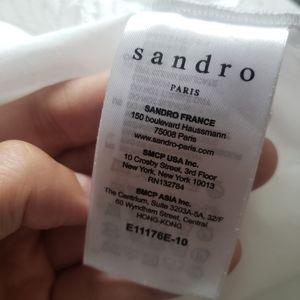 sandro
PARIS
SANDRO FRANCE
150 boulevard Haussmann
75008 Paris
www.sandro-paris.com
SMCP USA Inc.
10 Crosby Street, 3rd Floor
New York, New York 10013
RN132784
SMCP ASIA Inc.
The Centrium, Suite 3203A-5A, 32/F
60 Wyndham Street, Central
HONG-KONG
E11176E-10